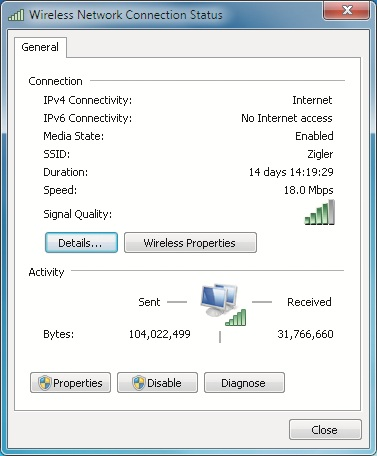 Wireless Network Connection Status
General
Connection
IPv4 Connectivity: Internet
IPv6 Connectivity: No Internet access
Media State: Enabled
SSID: Zigler
Duration: 14 days 14:19:29
Speed: 18.0 Mbps
Signal Quality:
Details... Wireless Properties
Activity
Sent Received
Bytes: 104,022,499 31,766,660
Properties Disable Diagnose
Close